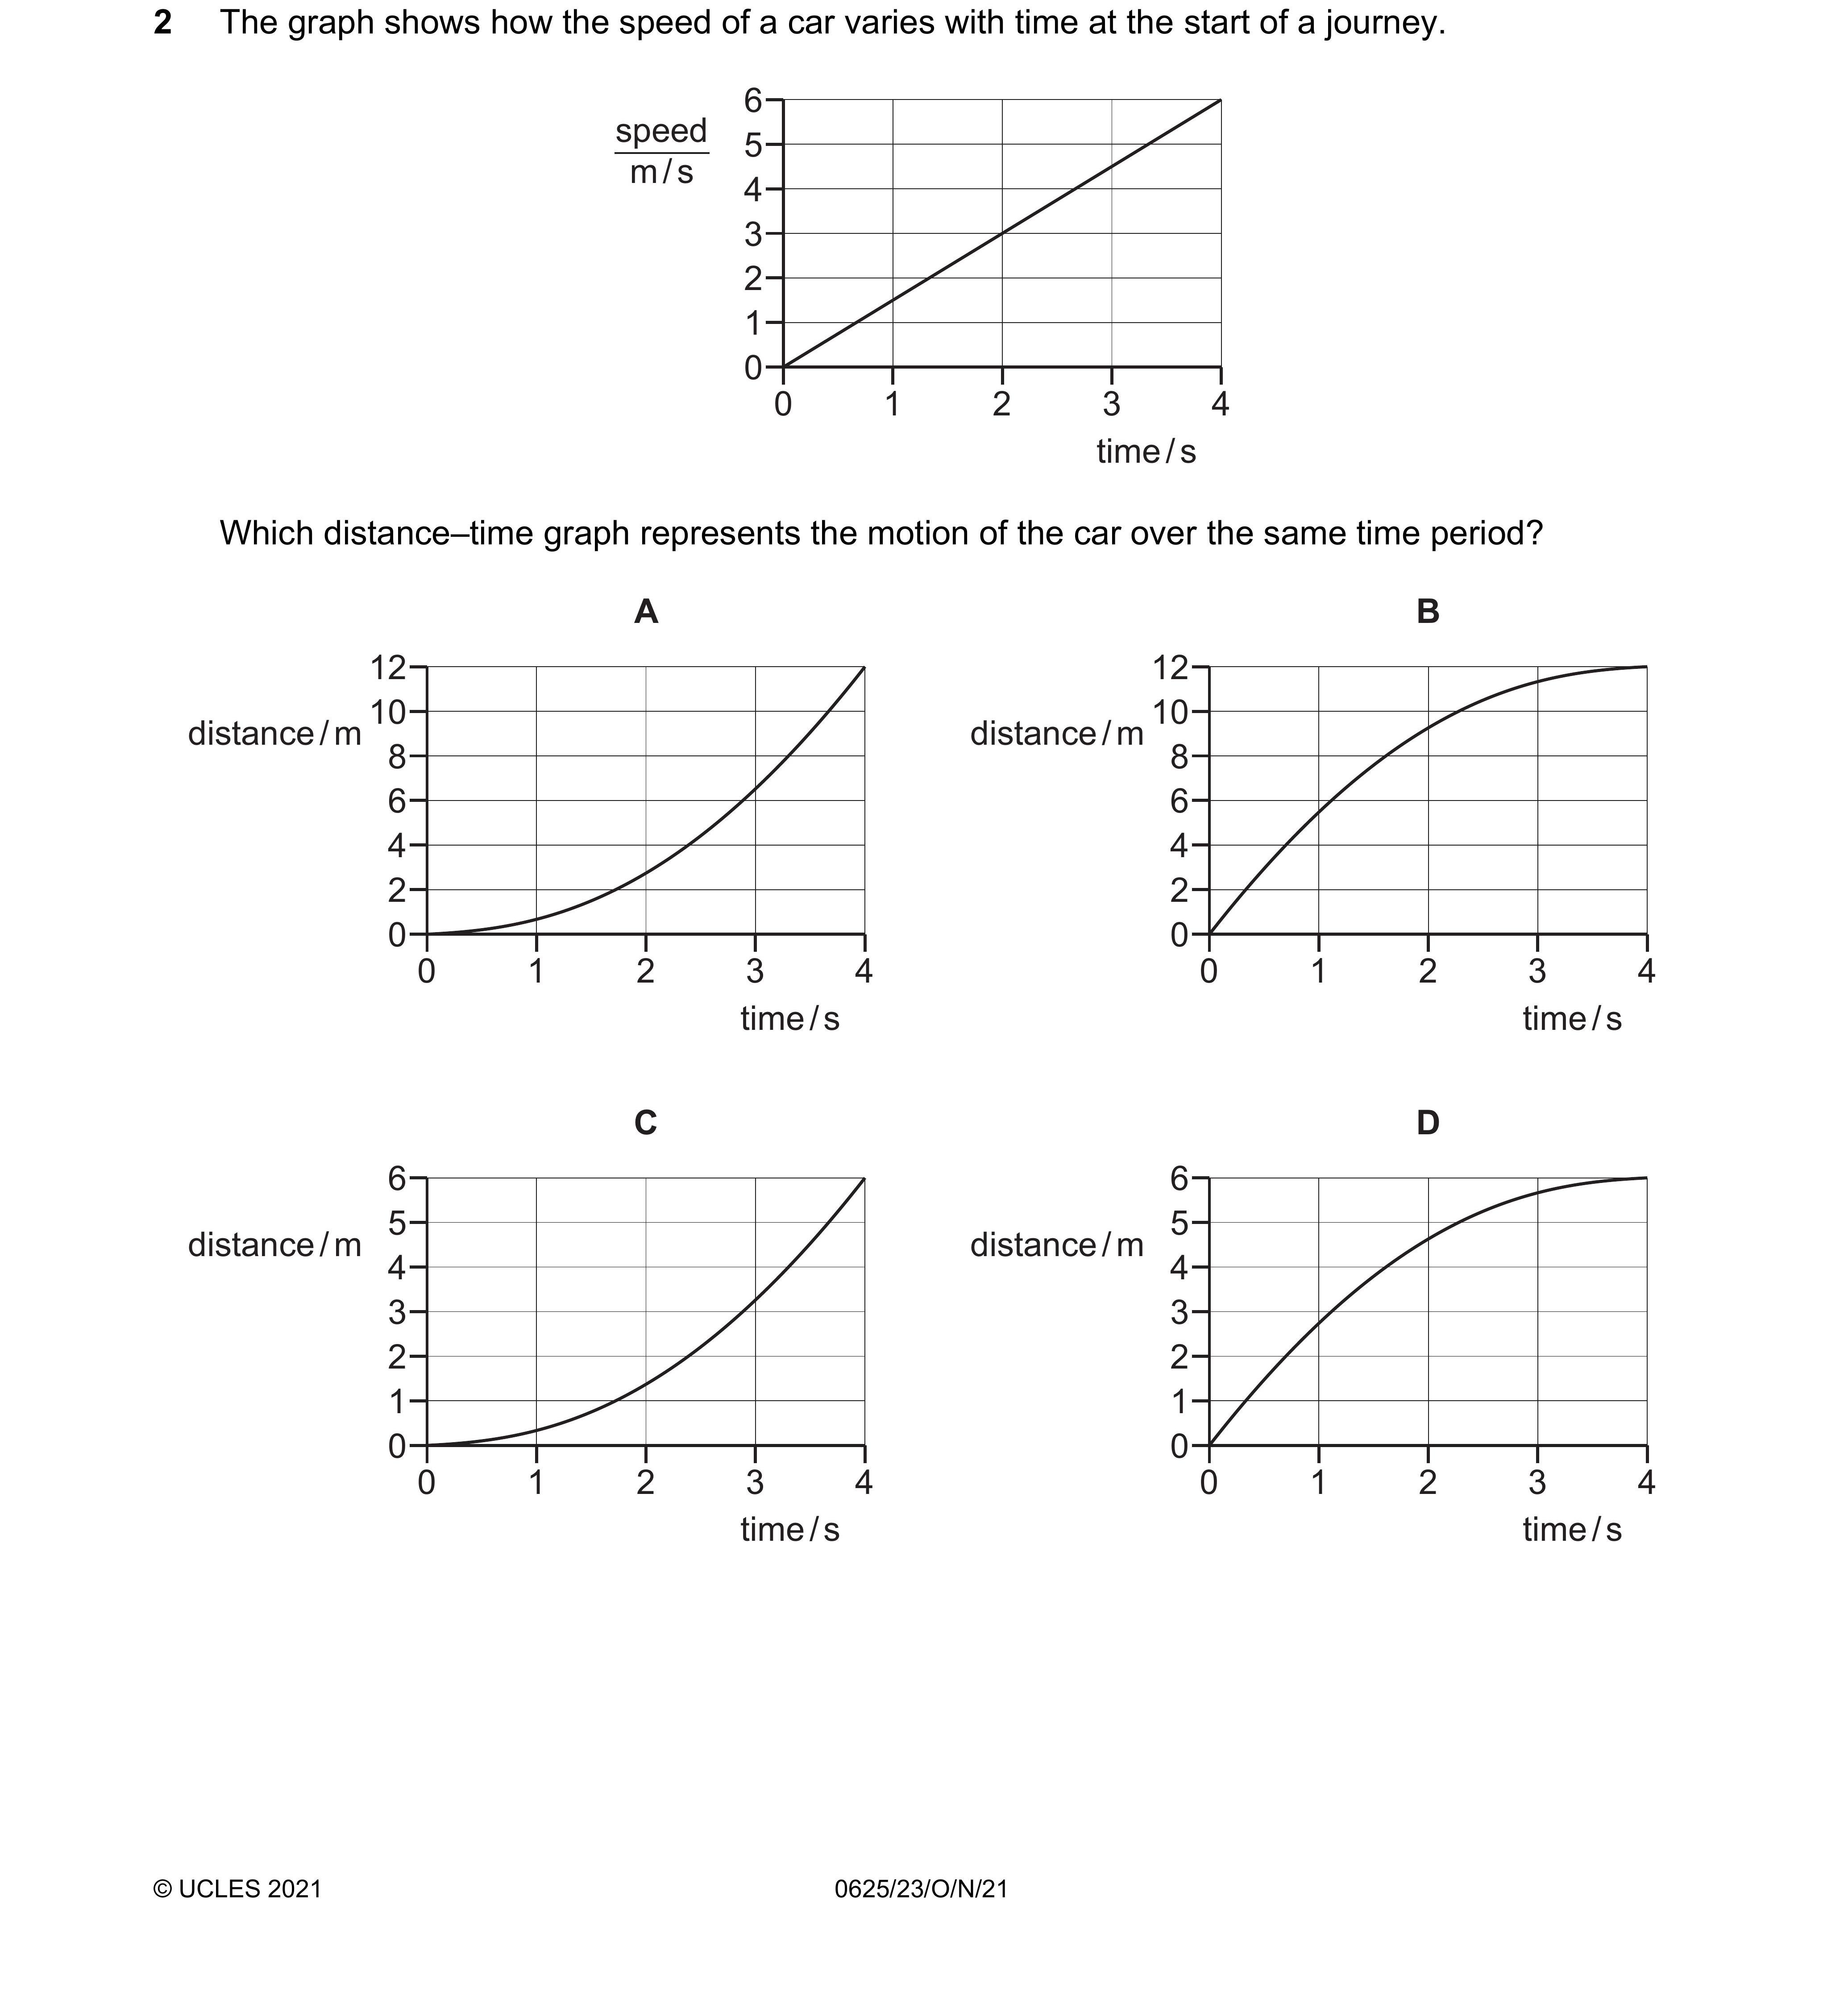 2 The graph shows how the speed of a car varies with time at the start of a journey.
speed
m / s
6
5
4
3
2
1
0
0 1 2 3 4
time / s
Which distance–time graph represents the motion of the car over the same time period?
A
distance / m
12
10
8
6
4
2
0
0 1 2 3 4
time / s
B
distance / m
12
10
8
6
4
2
0
0 1 2 3 4
time / s
C
distance / m
6
5
4
3
2
1
0
0 1 2 3 4
time / s
D
distance / m
6
5
4
3
2
1
0
0 1 2 3 4
time / s
© UCLES 2021 0625/23/O/N/21